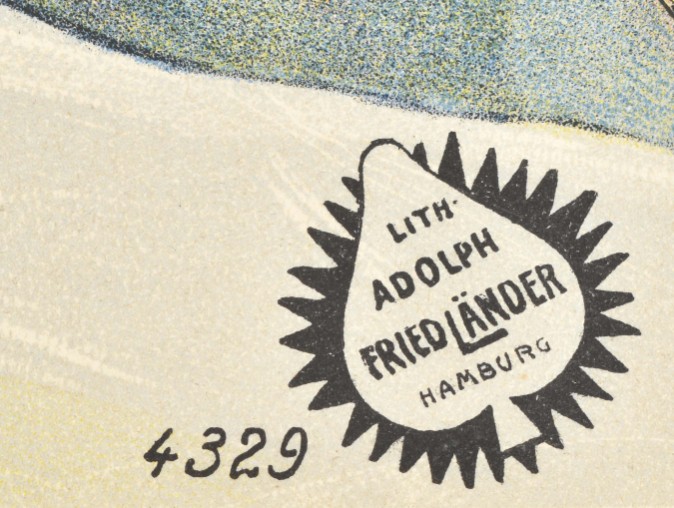 LITH.
ADOLPH
FRIEDLÄNDER
HAMBURG
4329